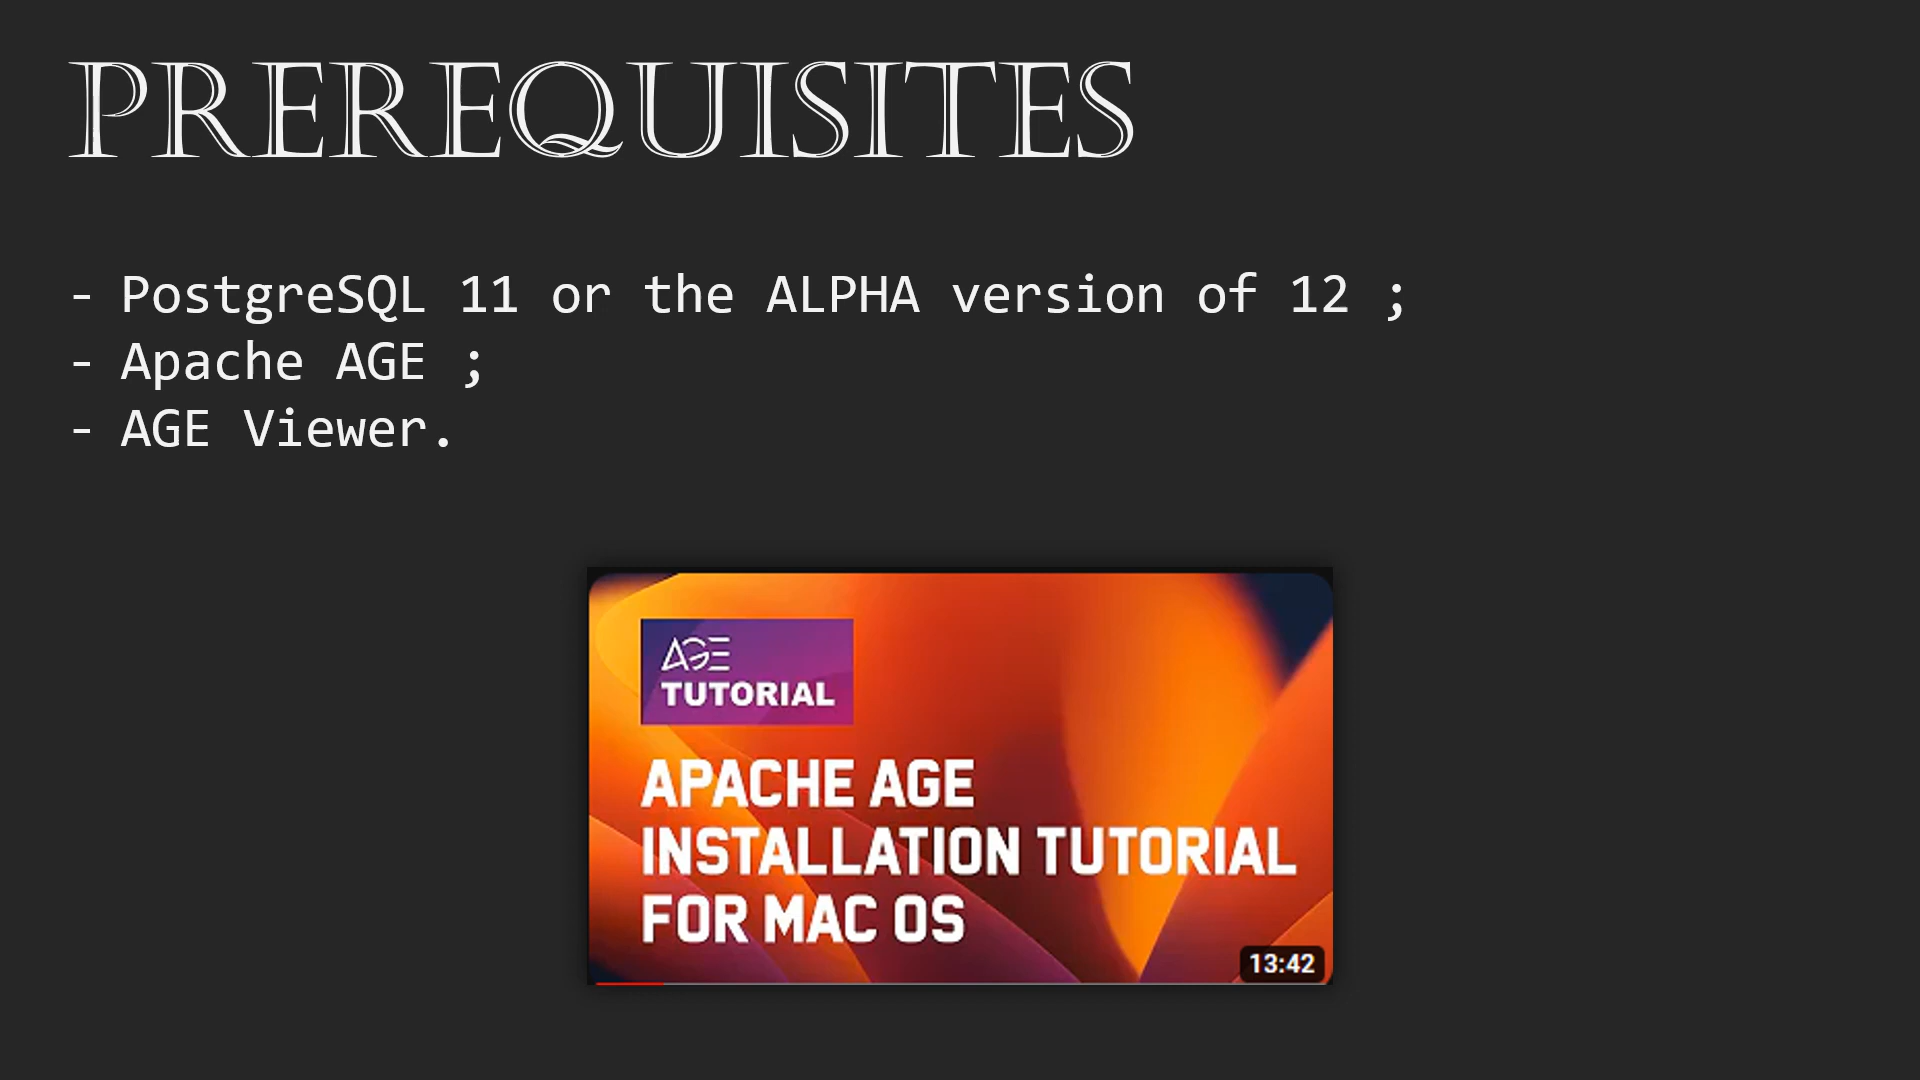 PREREQUISITES
- PostgreSQL 11 or the ALPHA version of 12 ;
- Apache AGE ;
- AGE Viewer.
AGE
TUTORIAL
APACHE AGE
INSTALLATION TUTORIAL
FOR MAC OS
13:42